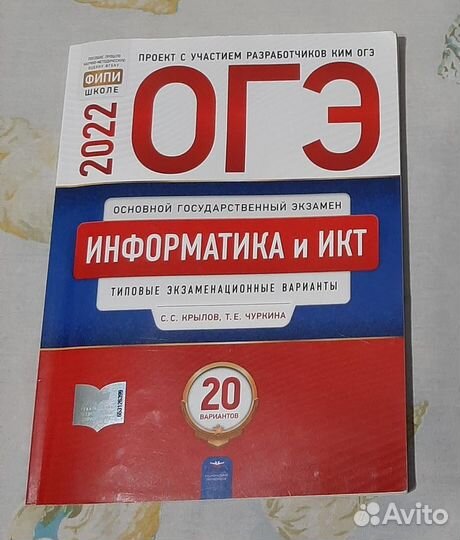 ПРОЕКТ С УЧАСТИЕМ РАЗРАБОТЧИКОВ КИМ ОГЭ
ФИПИ
ШКОЛЕ
2022
ОГЭ
ОСНОВНОЙ ГОСУДАРСТВЕННЫЙ ЭКЗАМЕН
ИНФОРМАТИКА и ИКТ
ТИПОВЫЕ ЭКЗАМЕНАЦИОННЫЕ ВАРИАНТЫ
С. С. КРЫЛОВ, Т. Е. ЧУРКИНА
20
ВАРИАНТОВ
Avito